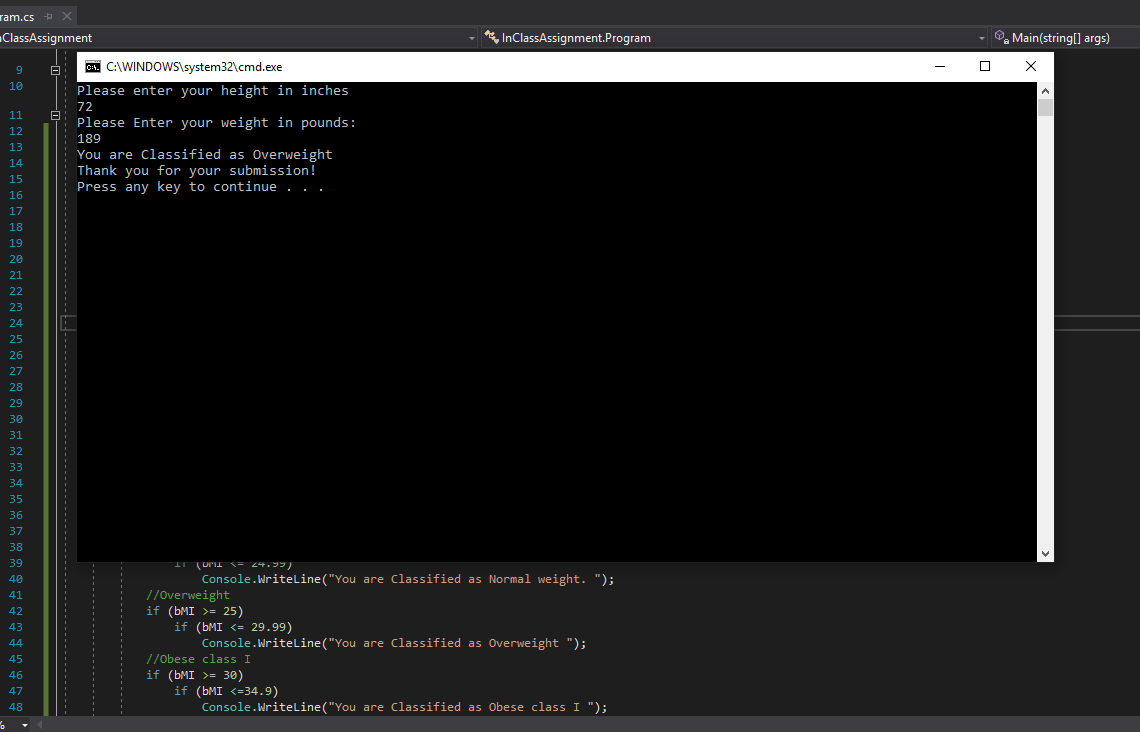 ram.cs
nClassAssignment
InClassAssignment.Program
Main(string[] args)
C:\WINDOWS\system32\cmd.exe
Please enter your height in inches
72
Please Enter your weight in pounds:
189
You are Classified as Overweight
Thank you for your submission!
Press any key to continue . . .
9
10
11
12
13
14
15
16
17
18
19
20
21
22
23
24
25
26
27
28
29
30
31
32
33
34
35
36
37
38
39 if (bMI <= 24.99)
40 Console.WriteLine("You are Classified as Normal weight. ");
41 //Overweight
42 if (bMI >= 25)
43 if (bMI <= 29.99)
44 Console.WriteLine("You are Classified as Overweight ");
45 //Obese class I
46 if (bMI >= 30)
47 if (bMI <=34.9)
48 Console.WriteLine("You are Classified as Obese class I ");
%